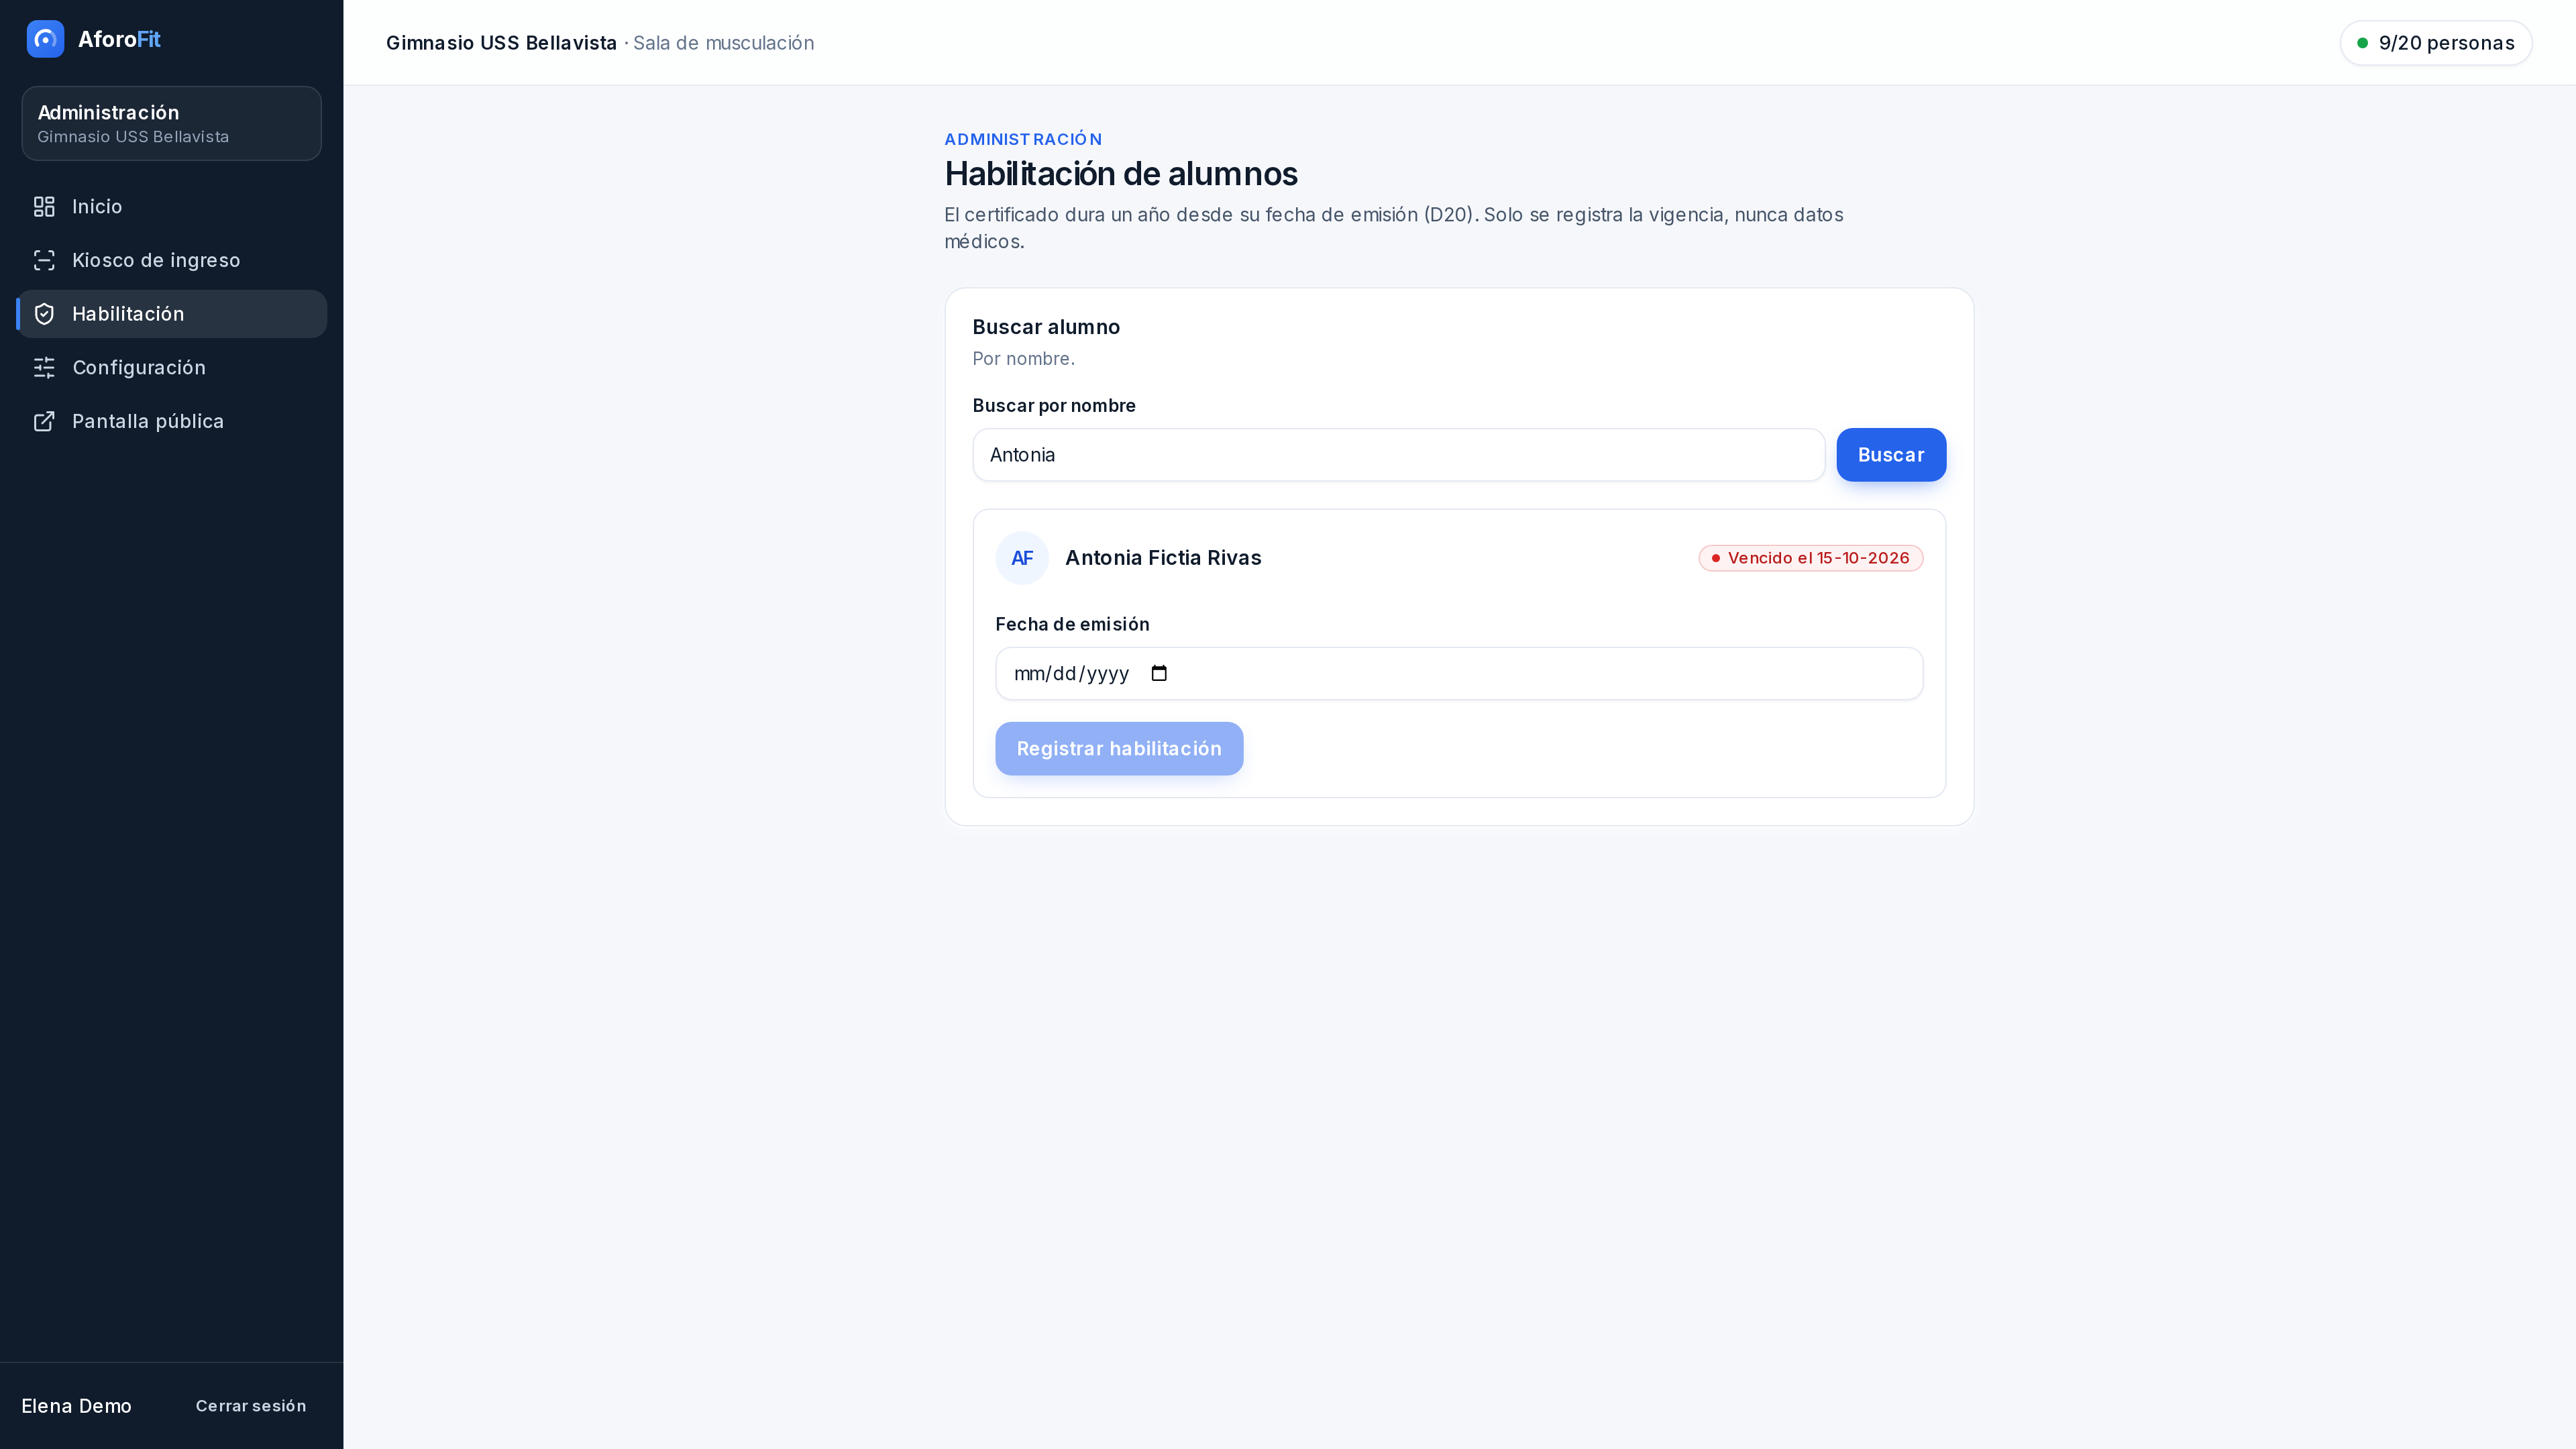 AforoFit
Administración
Gimnasio USS Bellavista
Inicio
Kiosco de ingreso
Habilitación
Configuración
Pantalla pública
Elena Demo
Cerrar sesión
Gimnasio USS Bellavista · Sala de musculación
9/20 personas
ADMINISTRACIÓN
Habilitación de alumnos
El certificado dura un año desde su fecha de emisión (D20). Solo se registra la vigencia, nunca datos
médicos.
Buscar alumno
Por nombre.
Buscar por nombre
Antonia
Buscar
AF
Antonia Fictia Rivas
Vencido el 15-10-2026
Fecha de emisión
mm/dd/yyyy
Registrar habilitación